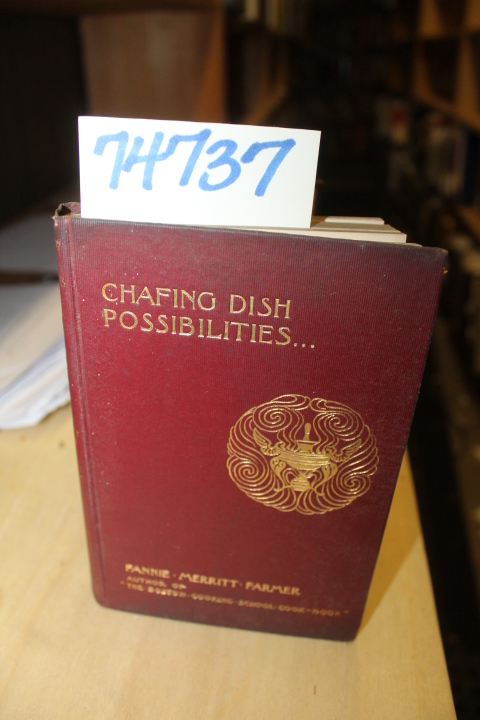 74737
CHAFING DISH
POSSIBILITIES...
FANNIE · MERRITT · FARMER
AUTHOR OF
"THE BOSTON COOKING-SCHOOL COOK-BOOK"